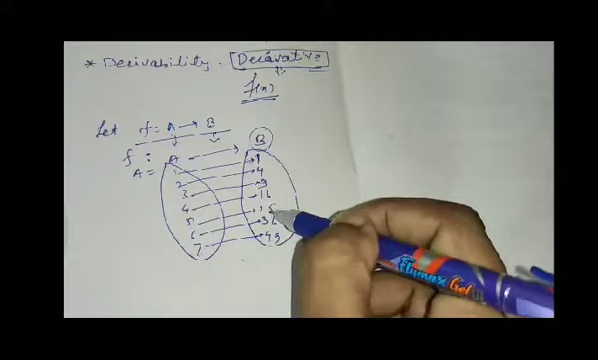 * Derivability. Derivative
f(x)
Let f = A → B
f : A → B
A =
1 → 1
2 → 4
3 → 9
4 → 16
5 → 25
6 → 36
7 → 49
Flymax Gel